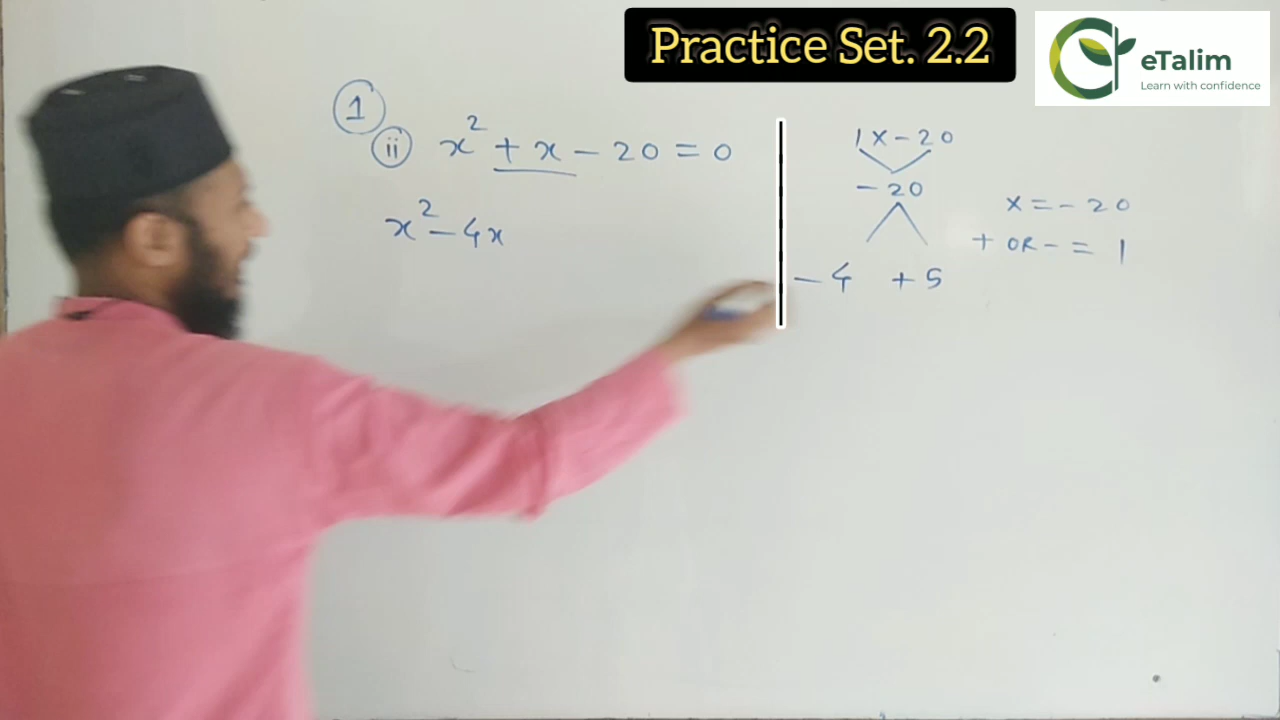 Practice Set. 2.2
eTalim
Learn with confidence
1
ii x² + x - 20 = 0
x² - 4x
1 x - 20
- 20
- 4 + 5
x = - 20
+ OR - = 1